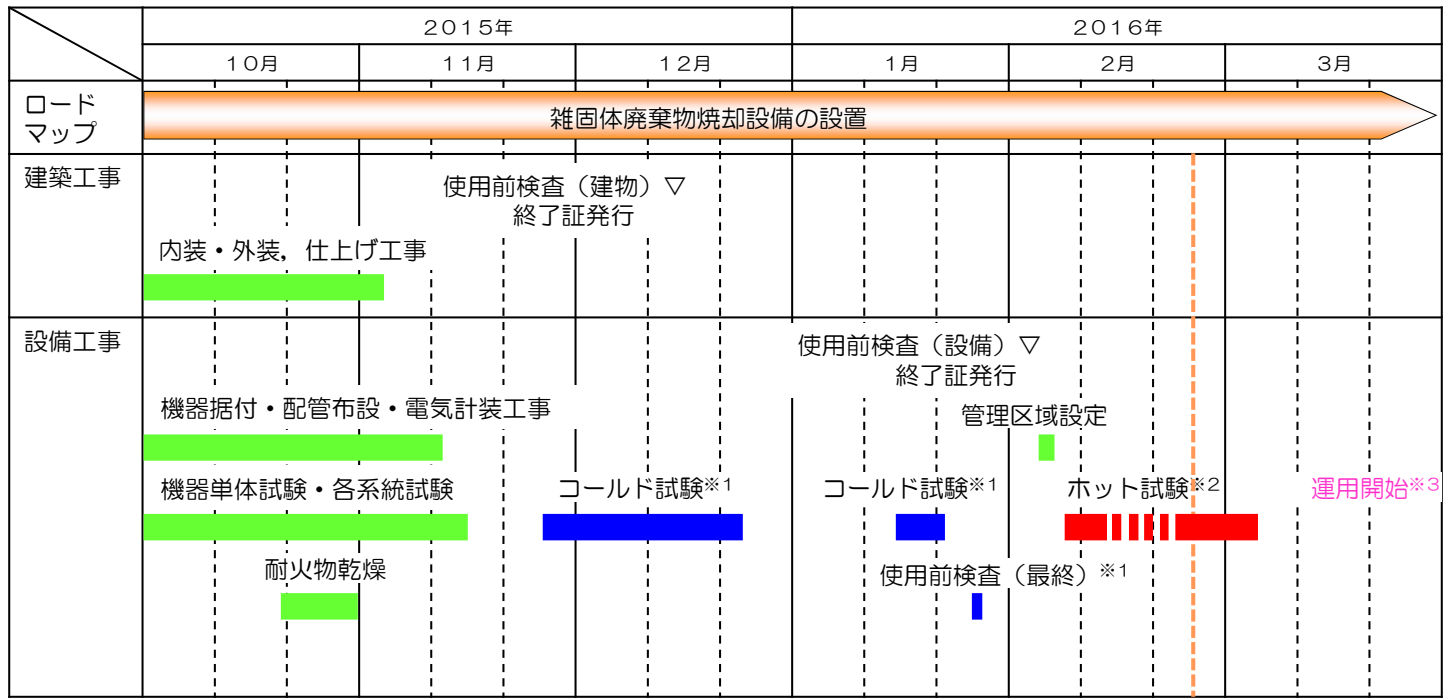 2015年
2016年
10月
11月
12月
1月
2月
3月
ロード
マップ
雑固体廃棄物焼却設備の設置
建築工事
使用前検査（建物）▽
終了証発行
内装・外装，仕上げ工事
設備工事
使用前検査（設備）▽
終了証発行
機器据付・配管布設・電気計装工事
管理区域設定
機器単体試験・各系統試験
コールド試験※1
コールド試験※1
ホット試験※2
運用開始※3
耐火物乾燥
使用前検査（最終）※1